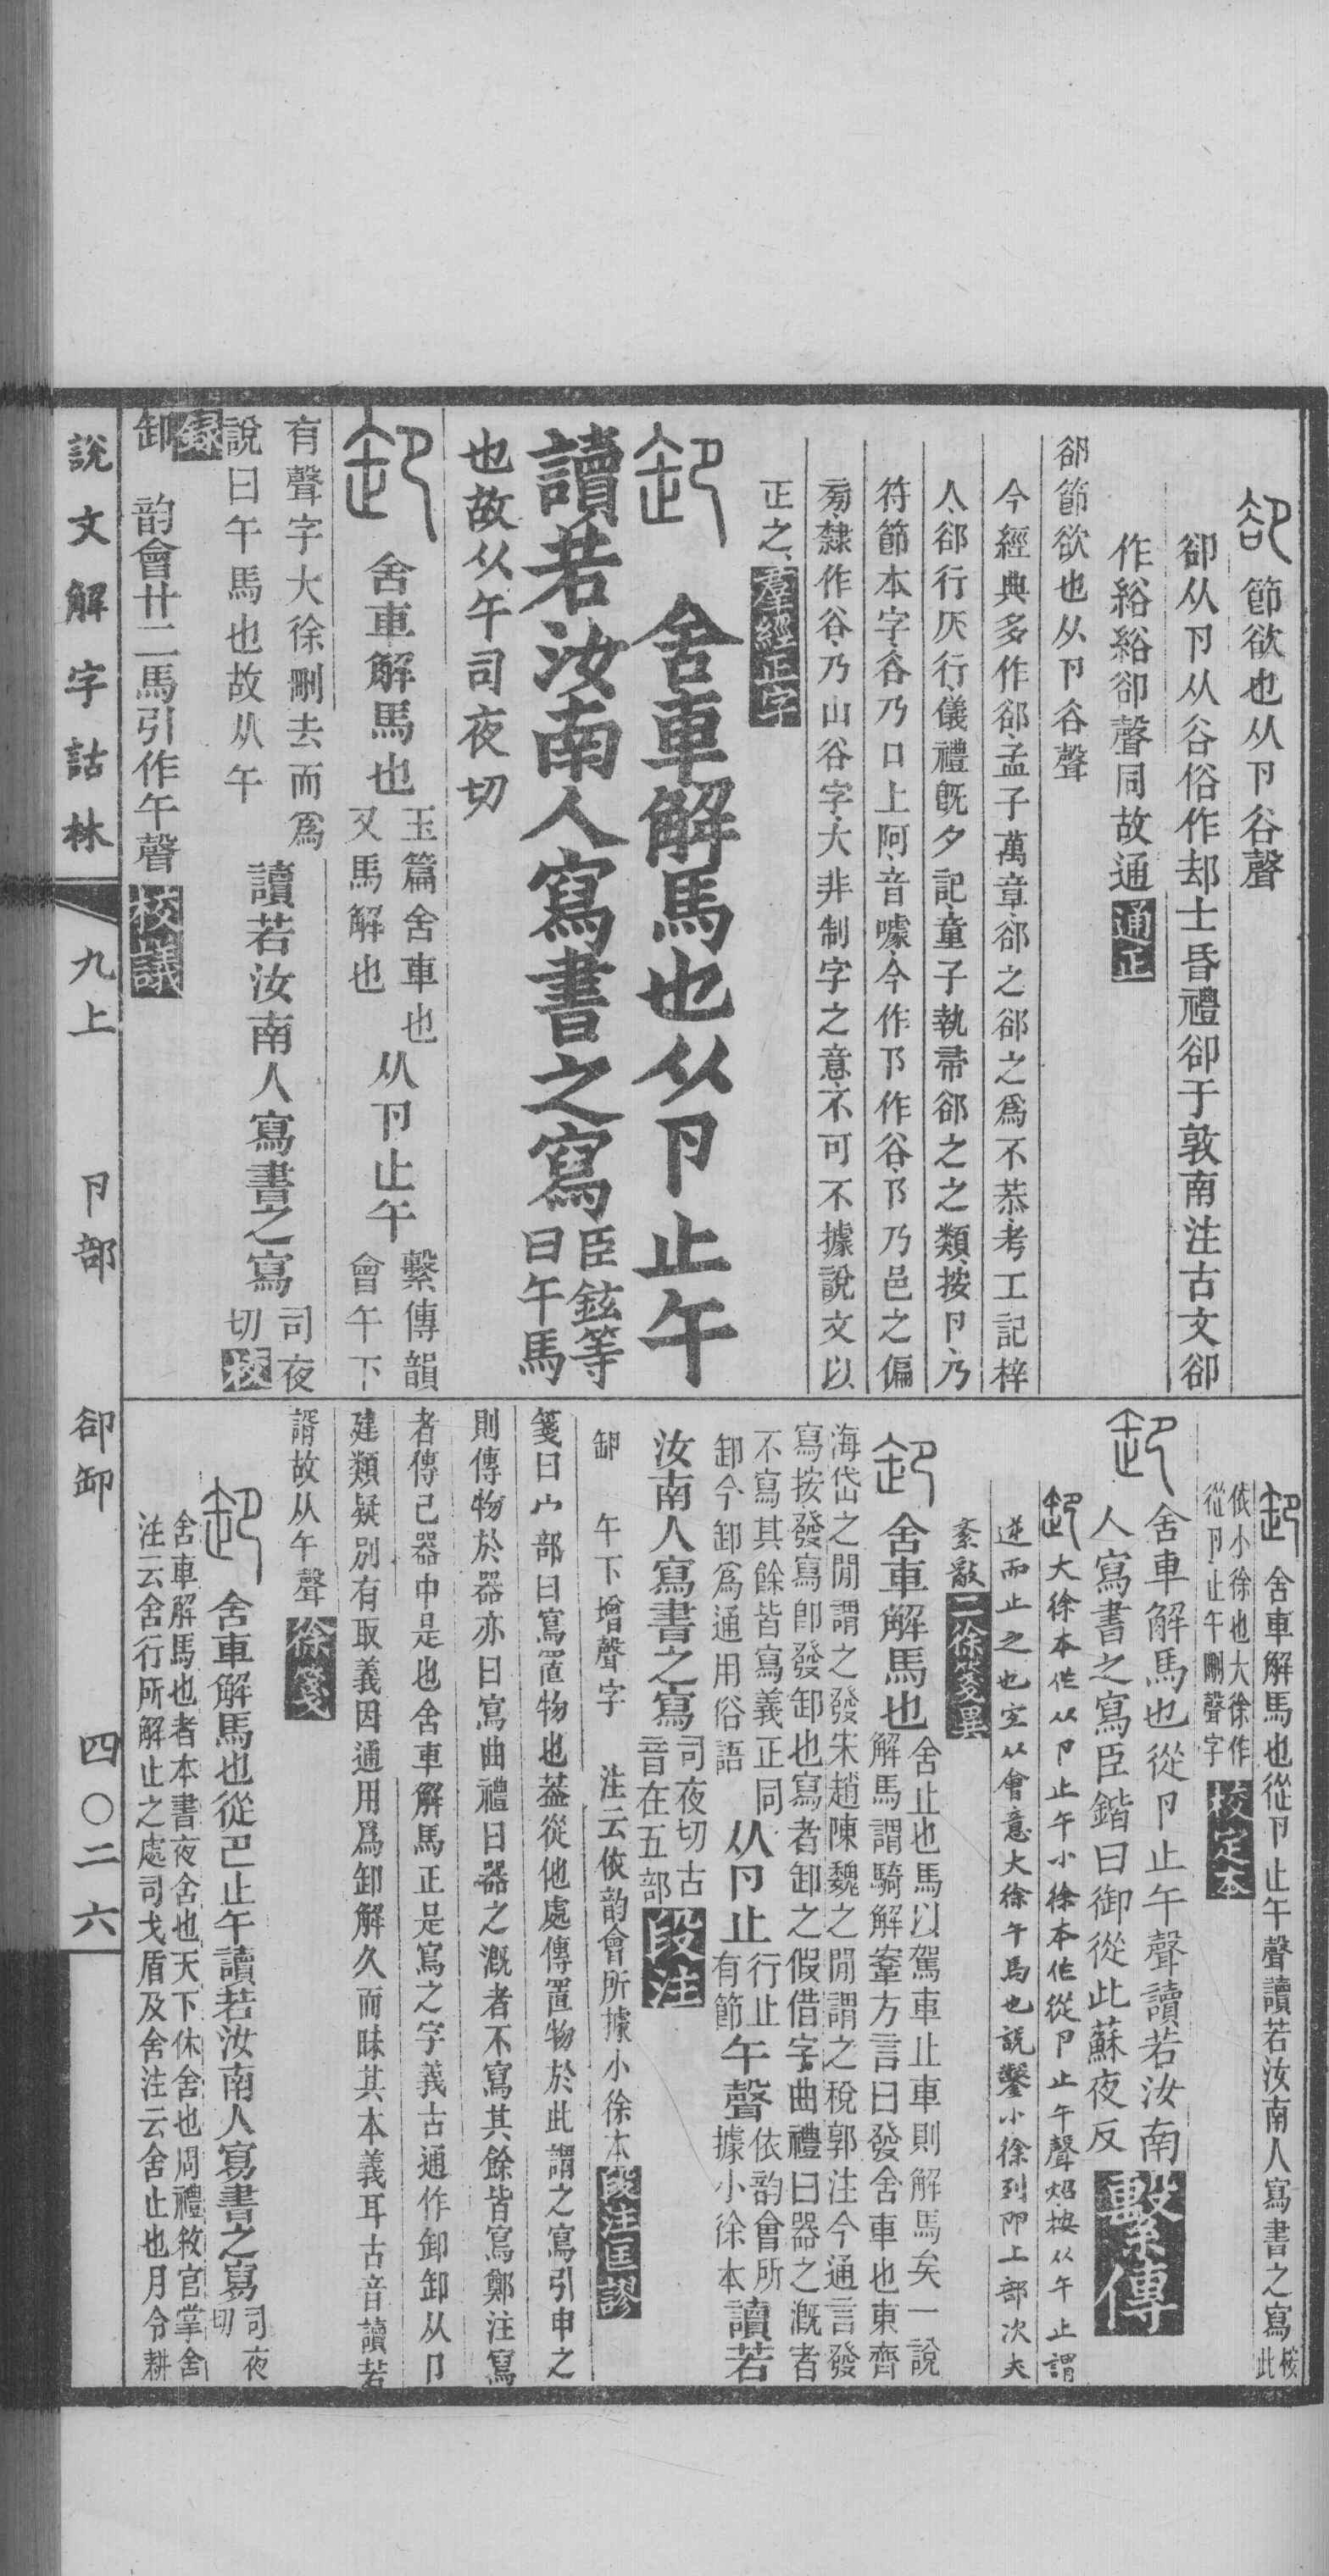 卻節欲也从卪谷聲
卻从卪从谷俗作却士昏禮卻于敦南注古文卻
作綌綌卻聲同故通通正
卻節欲也从卪谷聲
今經典多作郤孟子萬章郤之郤之爲不恭考工記梓
人郤行仄行儀禮旣夕記童子執帚郤之之類按卪乃
符節本字谷乃口上阿音噱今作阝作谷阝乃邑之偏
旁隸作谷乃山谷字大非制字之意不可不據說文以
正之羣經正字
卸 舍車解馬也从卪止午
讀若汝南人寫書之寫臣鉉等曰午馬
也故从午司夜切
卸 舍車解馬也玉篇舍車也又馬解也从卪止午繫傳韻會午下
有聲字大徐刪去而爲說曰午馬也故从午讀若汝南人寫書之寫司夜切校
錄
卸 韵會廿二馬引作午聲校議
卸 舍車解馬也從卪止午聲讀若汝南人寫書之寫桉此
依小徐也大徐作從卪止午刪聲字校定本
卸 舍車解馬也從卪止午聲讀若汝南
人寫書之寫臣鍇曰御從此蘇夜反繫傳
卸大徐本作从卪止午小徐本作從卪止午聲炤按从午止謂
逆而止之也宜从會意大徐午馬也説鑿小徐列卩上部次夫
紊敵二徐箋異
卸 舍車解馬也舍止也馬以駕車止車則解馬矣一說解馬謂騎解鞌方言曰發舍車也東齊
海岱之閒謂之發宋趙陳魏之閒謂之稅郭注今通言發寫按發寫卽發卸也寫者卸之假借字曲禮曰器之溉者
不寫其餘皆寫義正同卸今卸爲通用俗語从卪止行止有節午聲依韵會所據小徐本讀若
汝南人寫書之寫司夜切古音在五部段注
卸 午下增聲字 注云依韵會所據小徐本段注匡謬
箋曰宀部曰寫置物也葢從他處傳置物於此謂之寫引申之
則傳物於器亦曰寫曲禮曰器之溉者不寫其餘皆寫鄭注寫
者傳己器中是也舍車解馬正是寫之字義古通作卸卸从卪
建類疑別有取義因通用爲卸解久而昧其本義耳古音讀若
諝故从午聲徐箋
卸 舍車解馬也從卪止午讀若汝南人寫書之寫司夜切
舍車解馬也者本書夜舍也天下休舍也周禮敘官掌舍
注云舍行所解止之處司戈盾及舍注云舍止也月令耕
說文解字詁林 九上 卪部 卻卸 四〇二六